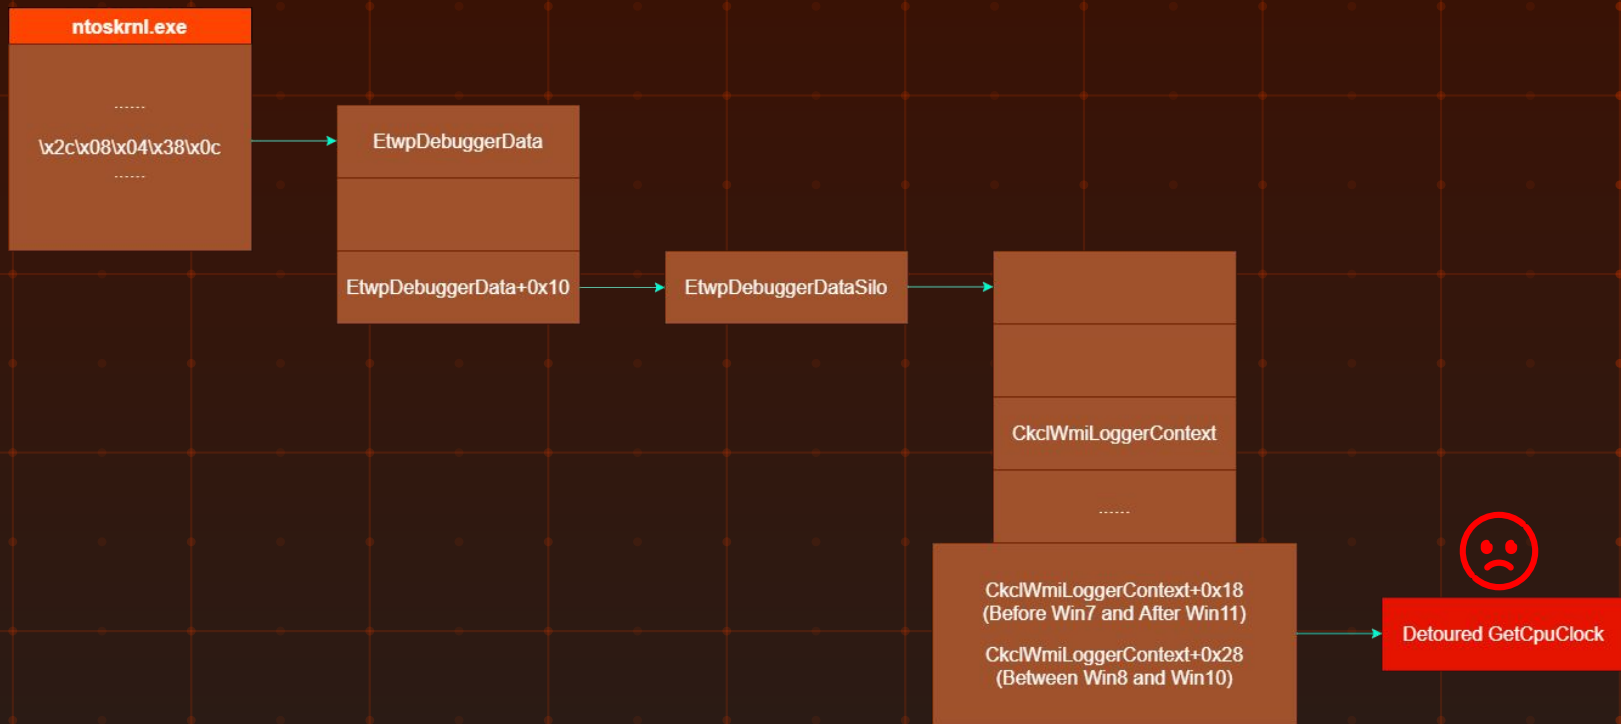 ntoskrnl.exe
......
\x2c\x08\x04\x38\x0c
......
EtwpDebuggerData
EtwpDebuggerData+0x10
EtwpDebuggerDataSilo
CkclWmiLoggerContext
......
CkclWmiLoggerContext+0x18
(Before Win7 and After Win11)
CkclWmiLoggerContext+0x28
(Between Win8 and Win10)
Detoured GetCpuClock